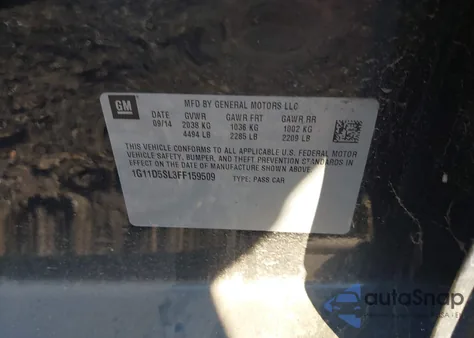 GM
MFD BY GENERAL MOTORS LLC
DATE GVWR GAWR FRT GAWR RR
09/14 2038 KG 1036 KG 1002 KG
4494 LB 2285 LB 2209 LB
THIS VEHICLE CONFORMS TO ALL APPLICABLE U.S. FEDERAL MOTOR
VEHICLE SAFETY, BUMPER, AND THEFT PREVENTION STANDARDS IN
EFFECT ON THE DATE OF MANUFACTURE SHOWN ABOVE.
1G11D5SL3FF159509 TYPE: PASS CAR
autoSnap